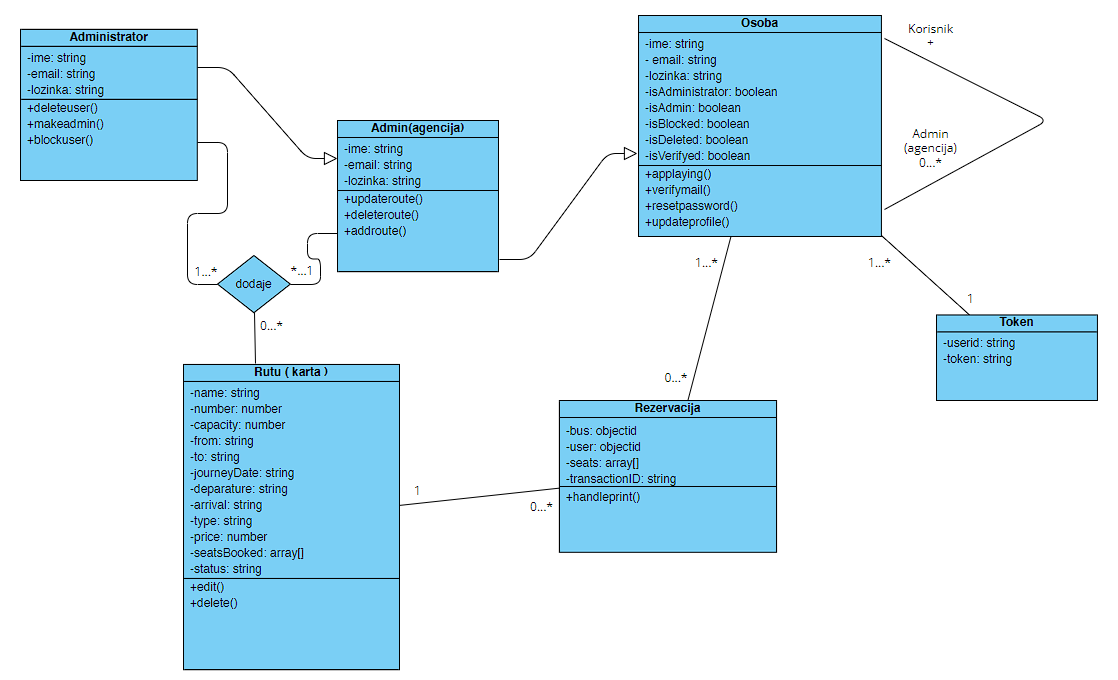 Administrator
-ime: string
-email: string
-lozinka: string
+deleteuser()
+makeadmin()
+blockuser()
Admin(agencija)
-ime: string
-email: string
-lozinka: string
+updateroute()
+deleteroute()
+addroute()
Osoba
-ime: string
- email: string
-lozinka: string
-isAdministrator: boolean
-isAdmin: boolean
-isBlocked: boolean
-isDeleted: boolean
-isVerifyed: boolean
+applaying()
+verifymail()
+resetpassword()
+updateprofile()
Korisnik
+
Admin
(agencija)
0...*
1...*
dodaje
*...1
0...*
1...*
0...*
1...*
1
Token
-userid: string
-token: string
Rutu ( karta )
-name: string
-number: number
-capacity: number
-from: string
-to: string
-journeyDate: string
-deparature: string
-arrival: string
-type: string
-price: number
-seatsBooked: array[]
-status: string
+edit()
+delete()
1
0...*
Rezervacija
-bus: objectid
-user: objectid
-seats: array[]
-transactionID: string
+handleprint()